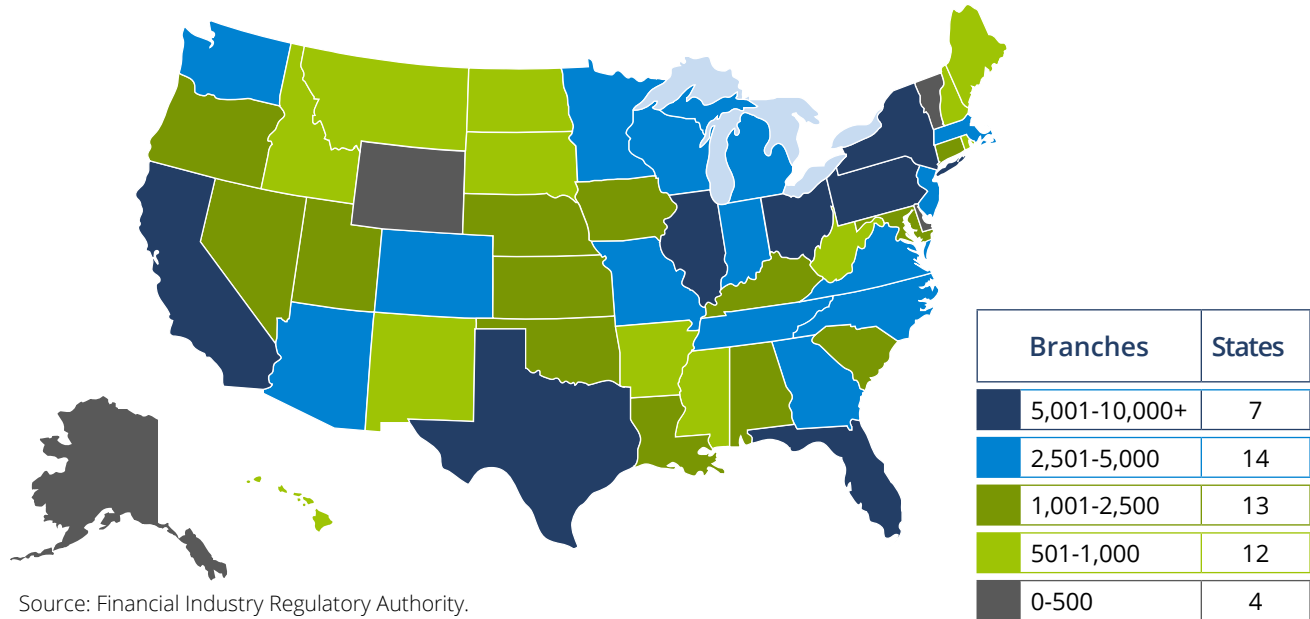 Branches States
5,001-10,000+ 7
2,501-5,000 14
1,001-2,500 13
501-1,000 12
0-500 4
Source: Financial Industry Regulatory Authority.